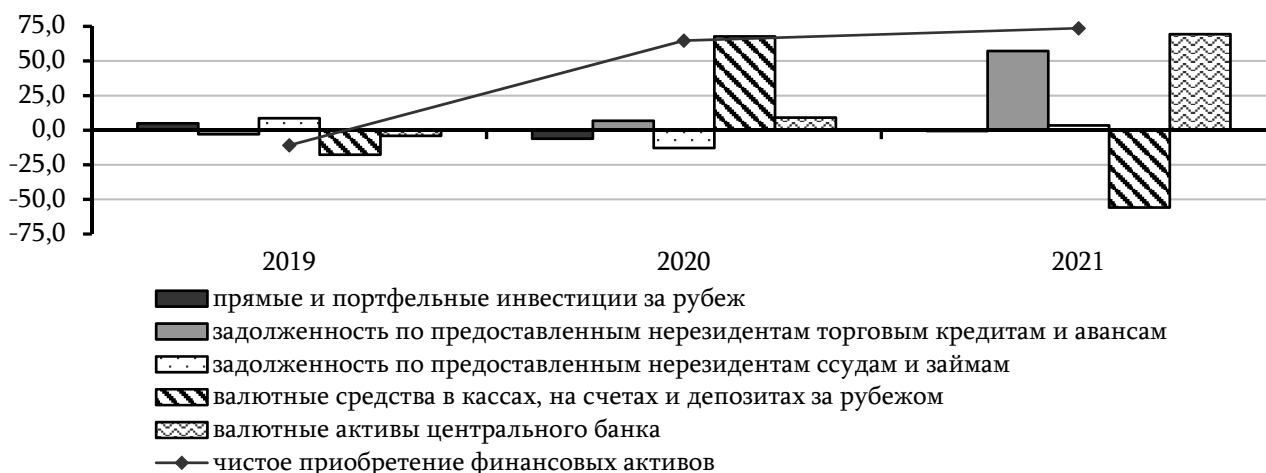 75,0
50,0
25,0
0,0
-25,0
-50,0
-75,0
2019 2020 2021
прямые и портфельные инвестиции за рубеж
задолженность по предоставленным нерезидентам торговым кредитам и авансам
задолженность по предоставленным нерезидентам ссудам и займам
валютные средства в кассах, на счетах и депозитах за рубежом
валютные активы центрального банка
чистое приобретение финансовых активов